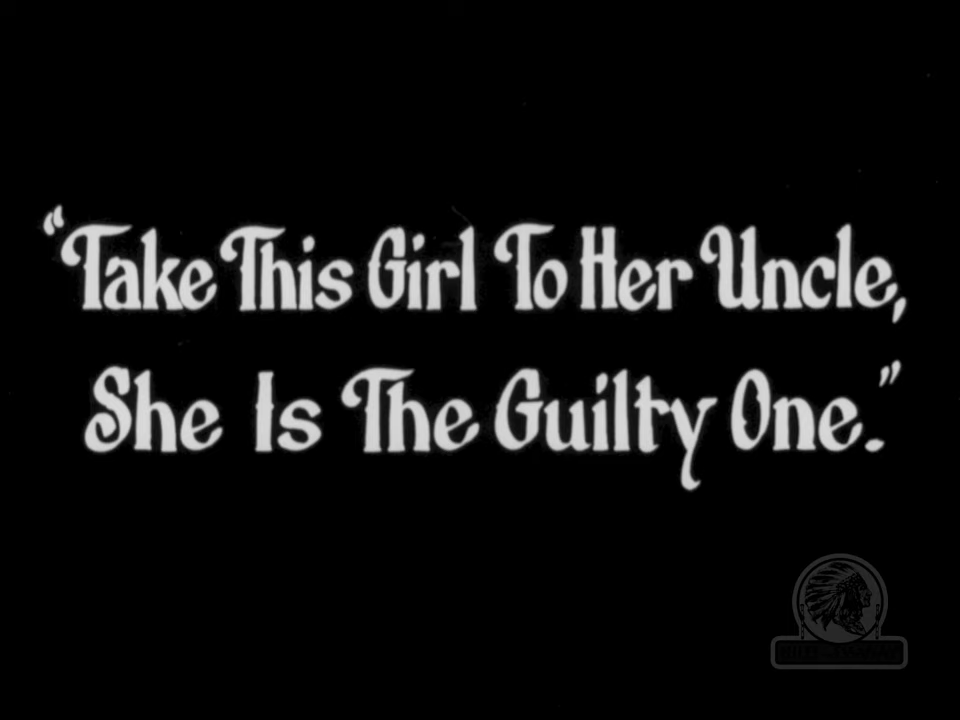 “Take This Girl To Her Uncle,
She Is The Guilty One.”